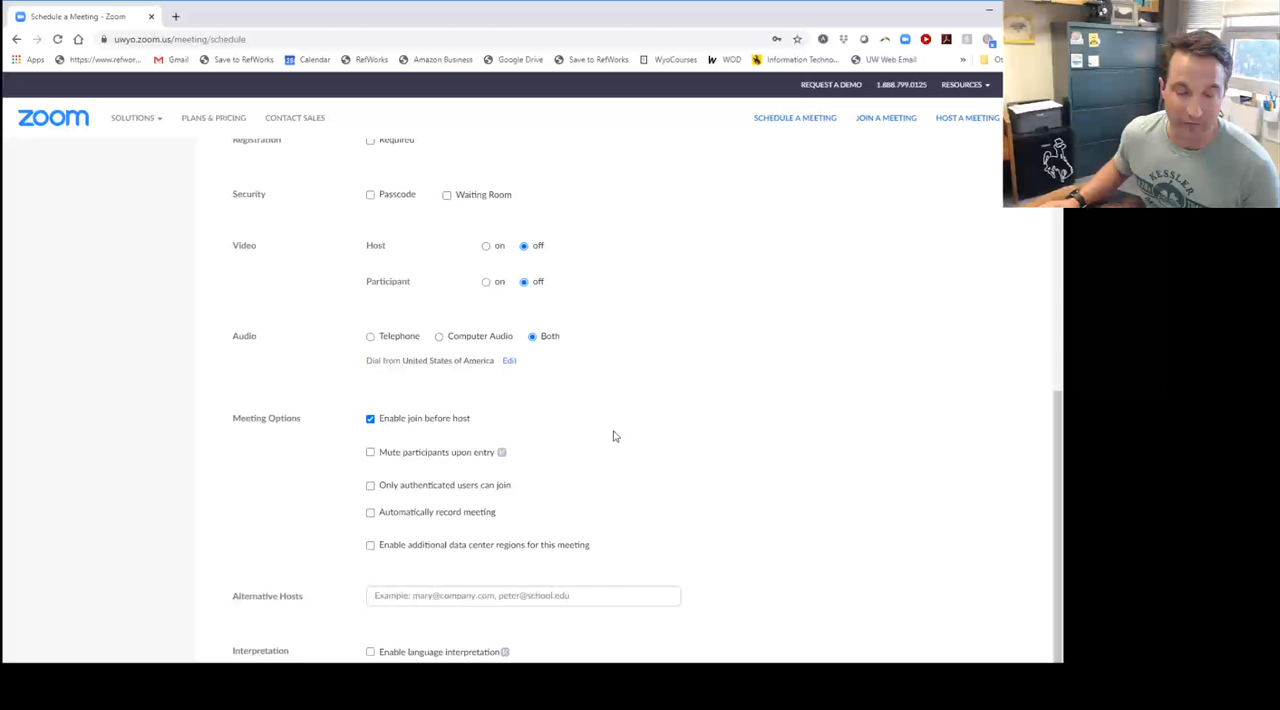 Schedule a Meeting - Zoom
uwyo.zoom.us/meeting/schedule
Apps https://www.refwor... Gmail Save to RefWorks Calendar RefWorks Amazon Business Google Drive Save to RefWorks WyoCourses WOD Information Techno... UW Web Email » Ot
REQUEST A DEMO 1.888.799.0125 RESOURCES
zoom SOLUTIONS PLANS & PRICING CONTACT SALES SCHEDULE A MEETING JOIN A MEETING HOST A MEETING
Registration Required
Security Passcode Waiting Room
Video Host on off
Participant on off
Audio Telephone Computer Audio Both
Dial from United States of America Edit
Meeting Options Enable join before host
Mute participants upon entry
Only authenticated users can join
Automatically record meeting
Enable additional data center regions for this meeting
Alternative Hosts Example: mary@company.com, peter@school.edu
Interpretation Enable language interpretation
KESSLER